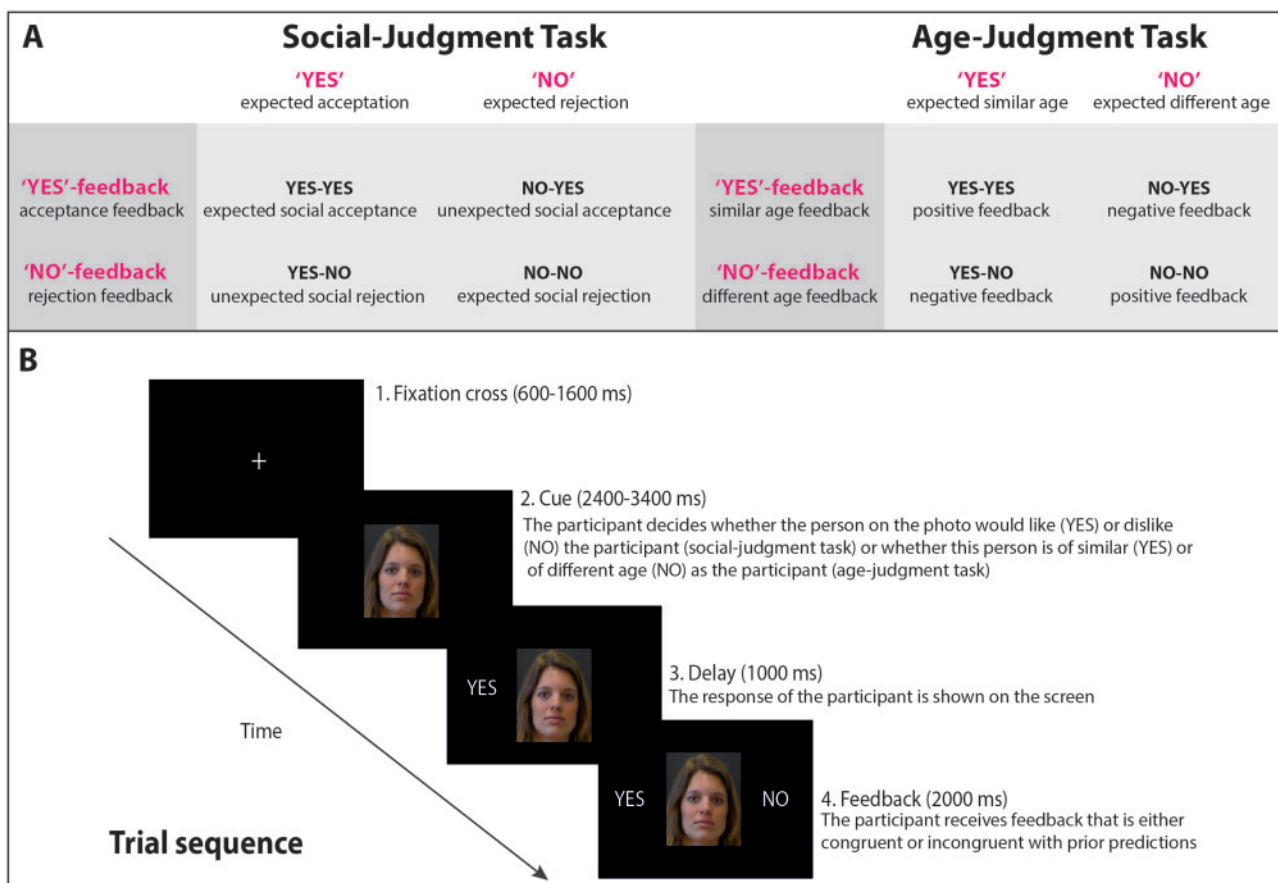 A
Social-Judgment Task
Age-Judgment Task
‘YES’ ‘NO’ ‘YES’ ‘NO’
expected acceptation expected rejection expected similar age expected different age
‘YES’-feedback YES-YES NO-YES ‘YES’-feedback YES-YES NO-YES
acceptance feedback expected social acceptance unexpected social acceptance similar age feedback positive feedback negative feedback
‘NO’-feedback YES-NO NO-NO ‘NO’-feedback YES-NO NO-NO
rejection feedback unexpected social rejection expected social rejection different age feedback negative feedback positive feedback
B
1. Fixation cross (600-1600 ms)
+
2. Cue (2400-3400 ms)
The participant decides whether the person on the photo would like (YES) or dislike
(NO) the participant (social-judgment task) or whether this person is of similar (YES) or
of different age (NO) as the participant (age-judgment task)
YES
3. Delay (1000 ms)
The response of the participant is shown on the screen
Time
YES NO
4. Feedback (2000 ms)
The participant receives feedback that is either
congruent or incongruent with prior predictions
Trial sequence